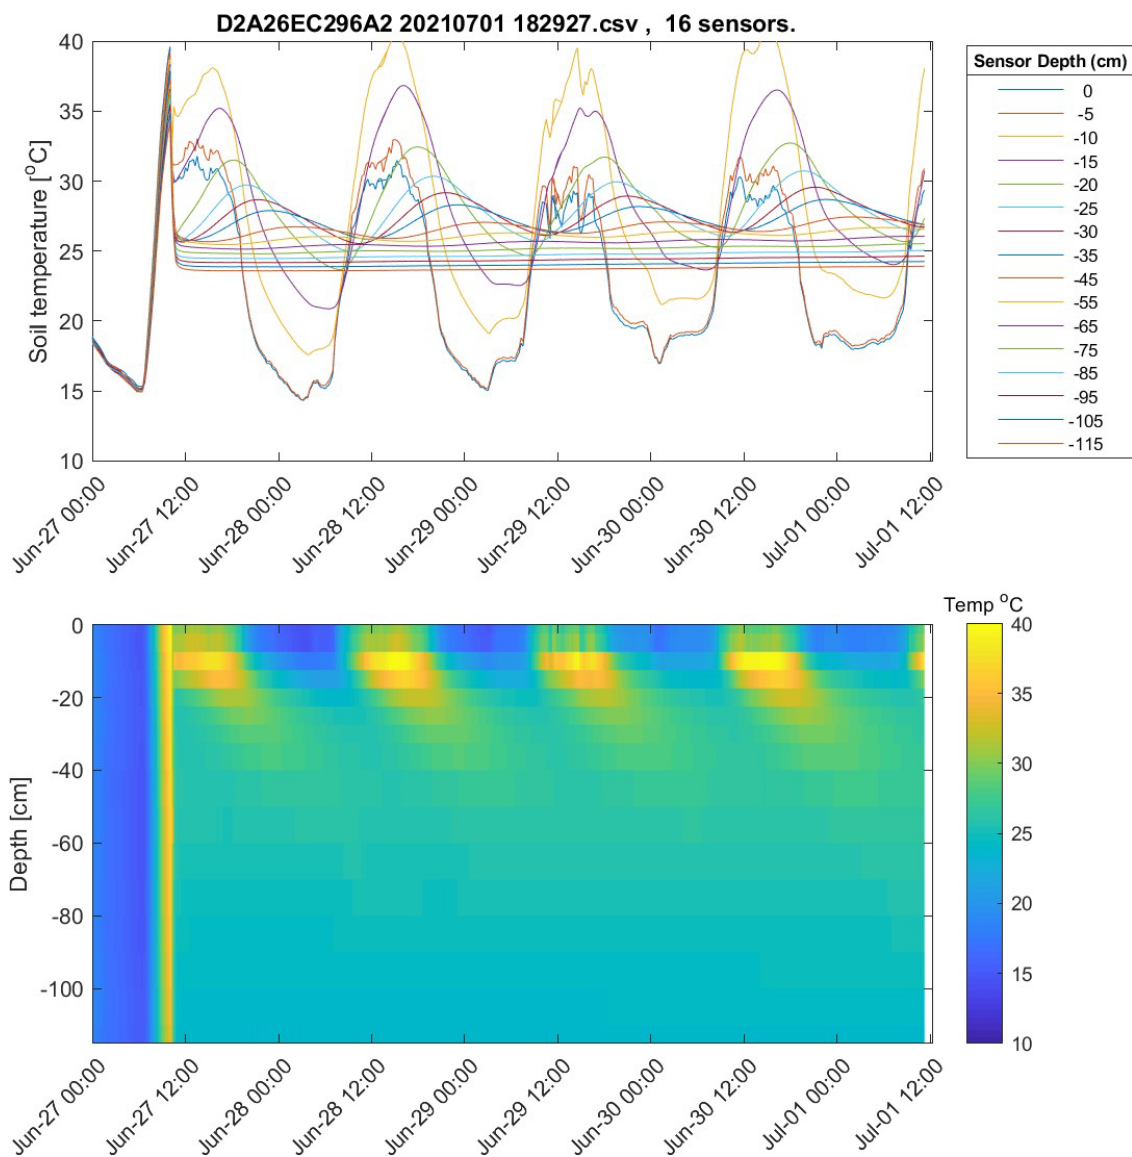 D2A26EC296A2 20210701 182927.csv , 16 sensors.
Soil temperature [°C]
40
35
30
25
20
15
10
Jun-27 00:00
Jun-27 12:00
Jun-28 00:00
Jun-28 12:00
Jun-29 00:00
Jun-29 12:00
Jun-30 00:00
Jun-30 12:00
Jul-01 00:00
Jul-01 12:00
Sensor Depth (cm)
0
-5
-10
-15
-20
-25
-30
-35
-45
-55
-65
-75
-85
-95
-105
-115
Depth [cm]
0
-20
-40
-60
-80
-100
Jun-27 00:00
Jun-27 12:00
Jun-28 00:00
Jun-28 12:00
Jun-29 00:00
Jun-29 12:00
Jun-30 00:00
Jun-30 12:00
Jul-01 00:00
Jul-01 12:00
Temp °C
40
35
30
25
20
15
10